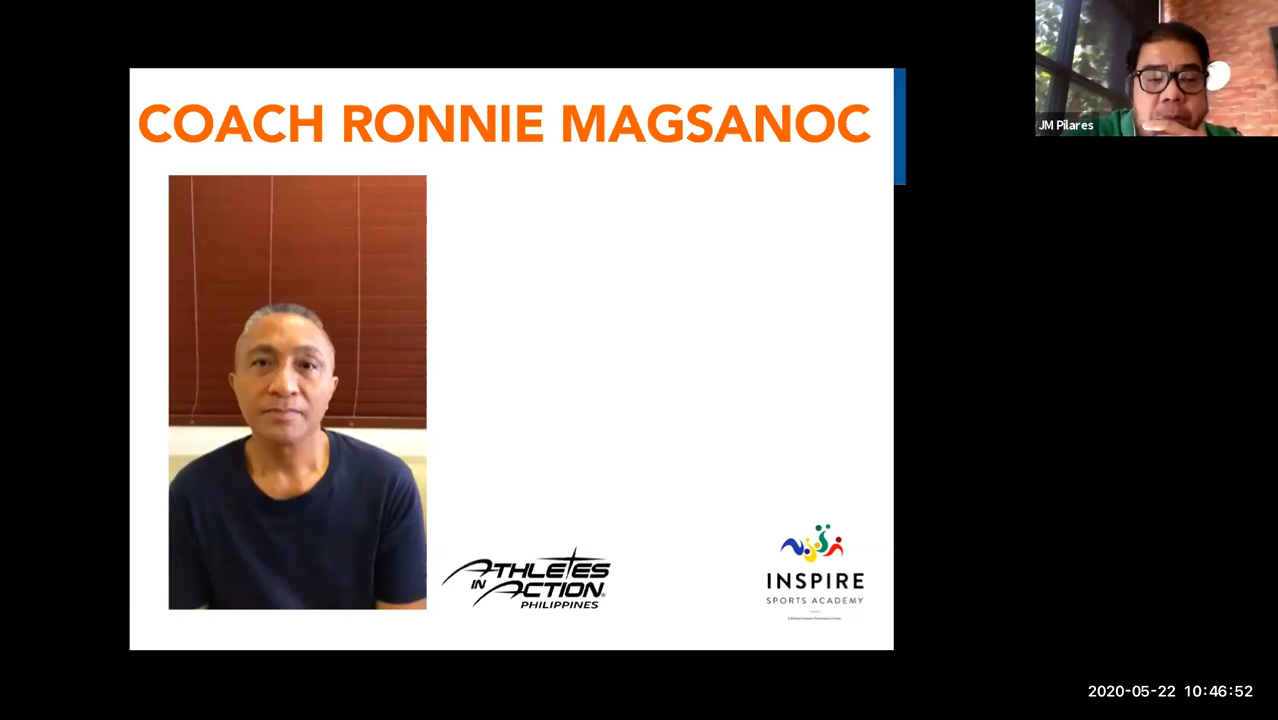 COACH RONNIE MAGSANOC
JM Pilares
ATHLETES
IN ACTION®
PHILIPPINES
INSPIRE
SPORTS ACADEMY
2020-05-22 10:46:52